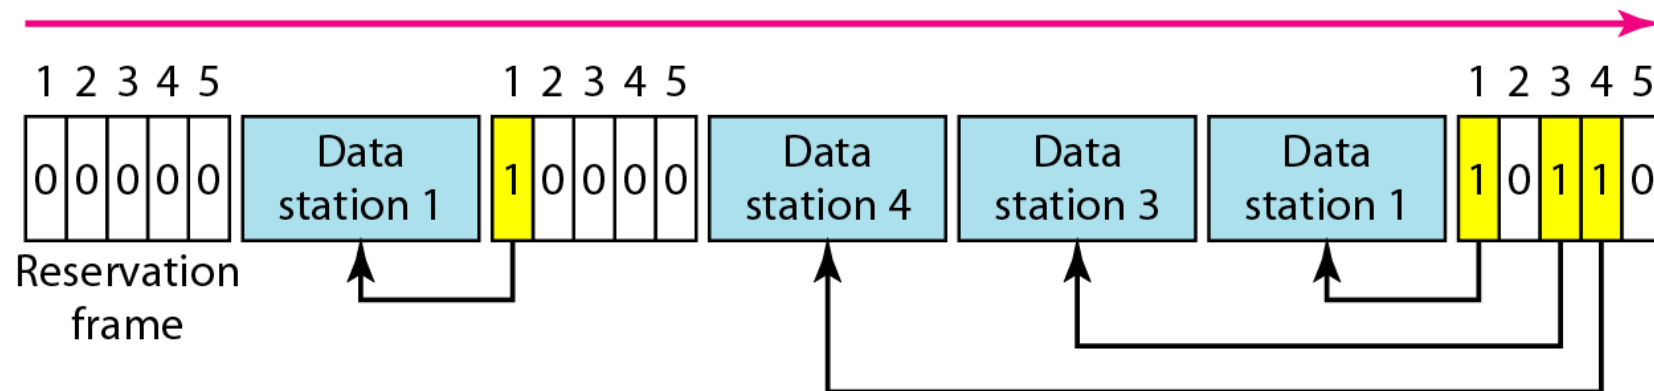 1 2 3 4 5
0 0 0 0 0
Reservation
frame
Data
station 1
1 2 3 4 5
1 0 0 0 0
Data
station 4
Data
station 3
Data
station 1
1 2 3 4 5
1 0 1 1 0